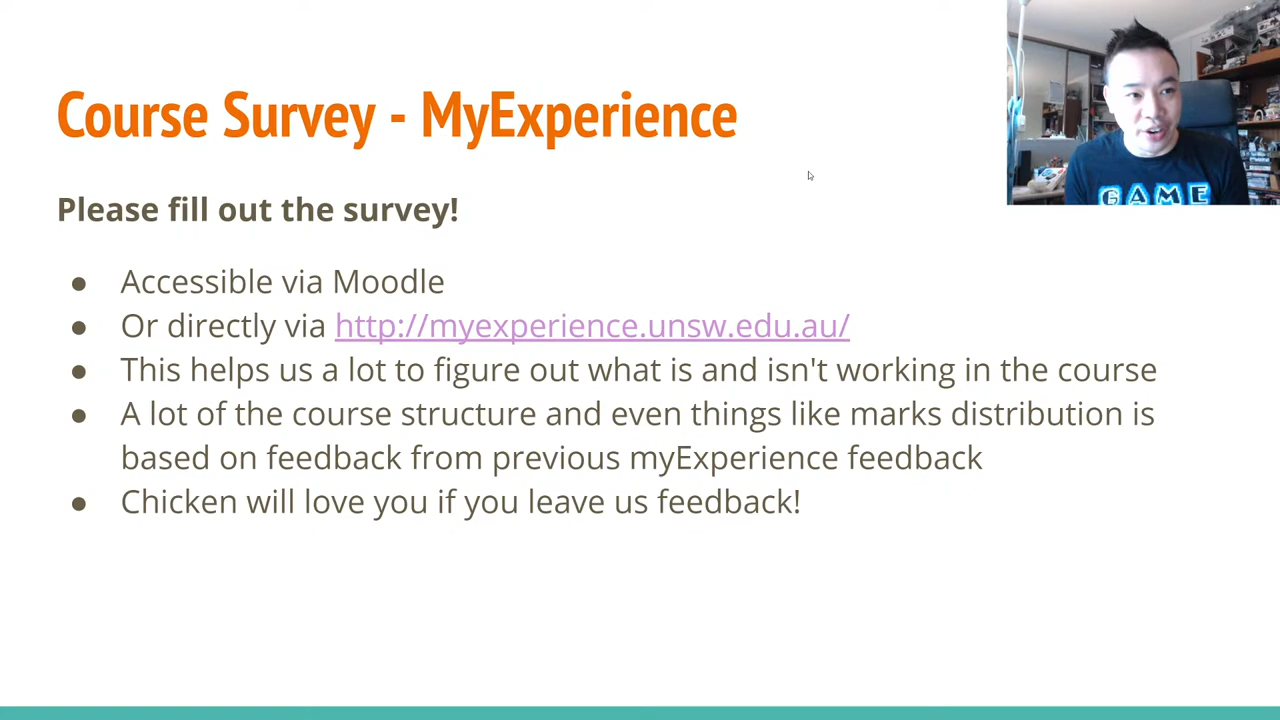 Course Survey - MyExperience
Please fill out the survey!
● Accessible via Moodle
● Or directly via http://myexperience.unsw.edu.au/
● This helps us a lot to figure out what is and isn't working in the course
● A lot of the course structure and even things like marks distribution is
based on feedback from previous myExperience feedback
● Chicken will love you if you leave us feedback!
GAME